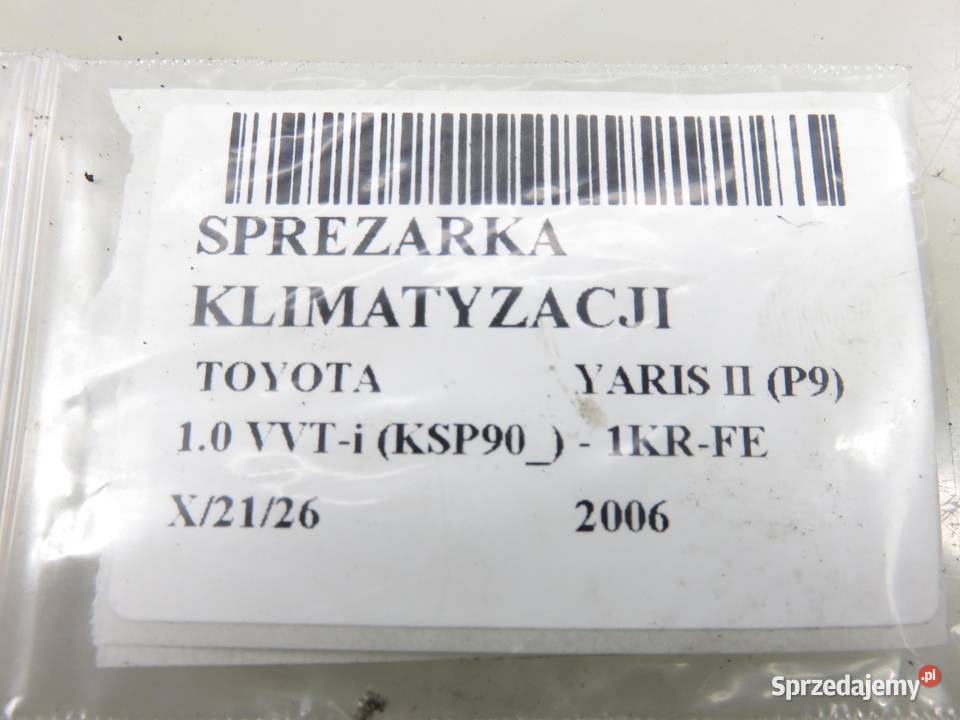 SPREZARKA
KLIMATYZACJI
TOYOTA YARIS II (P9)
1.0 VVT-i (KSP90_) - 1KR-FE
X/21/26 2006
Sprzedajemy.pl